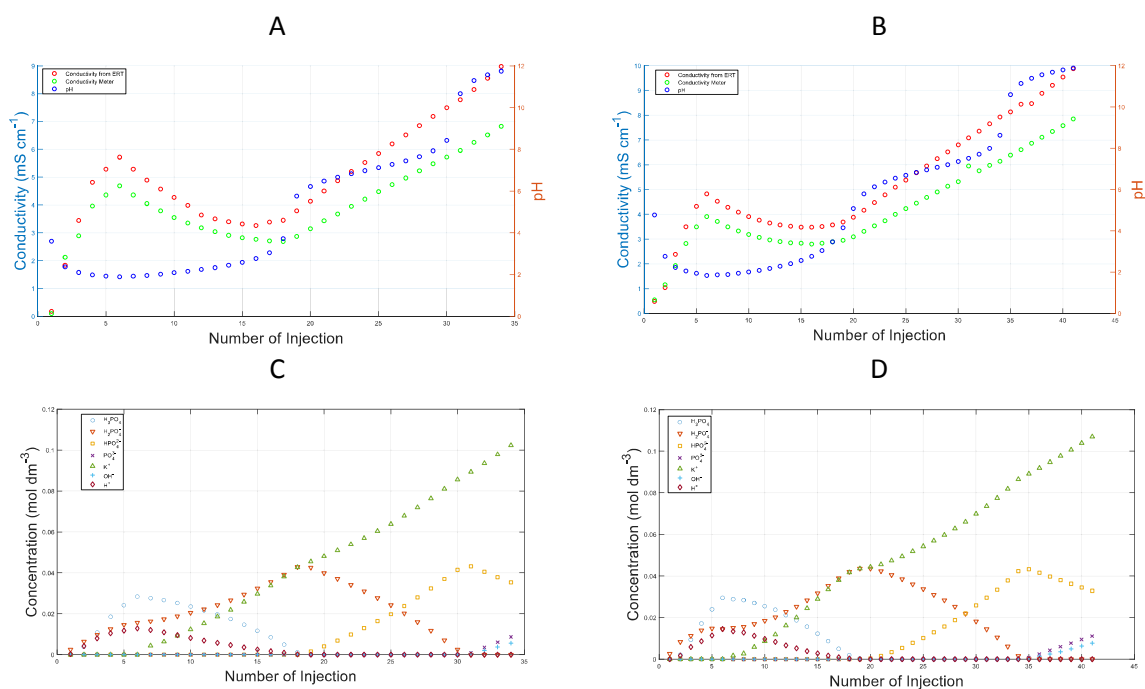 A
B
Conductivity from ERT
Conductivity Meter
pH
Conductivity (mS cm⁻¹)
0 1 2 3 4 5 6 7 8 9
0 2 4 6 8 10 12
pH
0 5 10 15 20 25 30 35
Number of Injection
Conductivity from ERT
Conductivity Meter
pH
Conductivity (mS cm⁻¹)
0 1 2 3 4 5 6 7 8 9 10
0 2 4 6 8 10 12
pH
0 5 10 15 20 25 30 35 40 45
Number of Injection
C
D
H₃PO₄
H₂PO₄⁻
HPO₄²⁻
PO₄³⁻
K⁺
OH⁻
H⁺
Concentration (mol dm⁻³)
0 0.02 0.04 0.06 0.08 0.1 0.12
0 5 10 15 20 25 30 35
Number of Injection
H₃PO₄
H₂PO₄⁻
HPO₄²⁻
PO₄³⁻
K⁺
OH⁻
H⁺
Concentration (mol dm⁻³)
0 0.02 0.04 0.06 0.08 0.1 0.12
0 5 10 15 20 25 30 35 40 45
Number of Injection